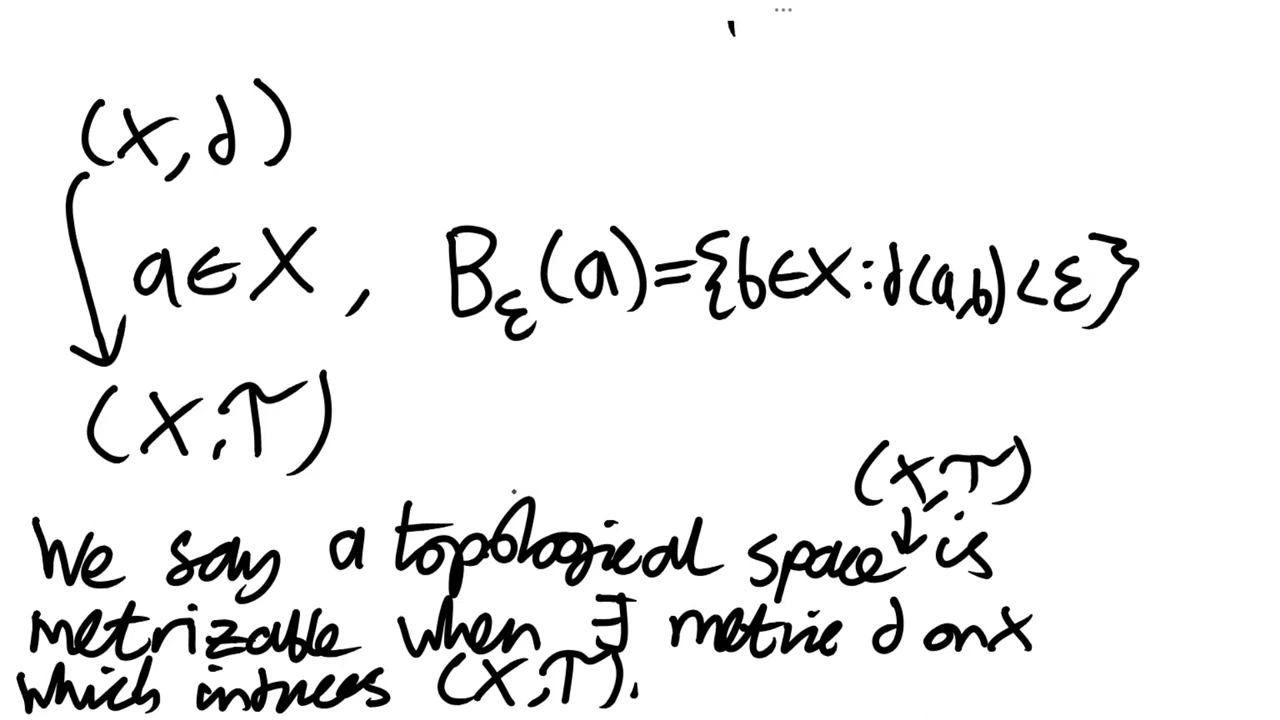 (X,d)
a∈X, B_ε(a)={b∈X:d(a,b)<ε}
(X,τ)
(X,τ)
We say a topological space ↓ is
metrizable when ∃ metric d on X
which induces (X,τ).